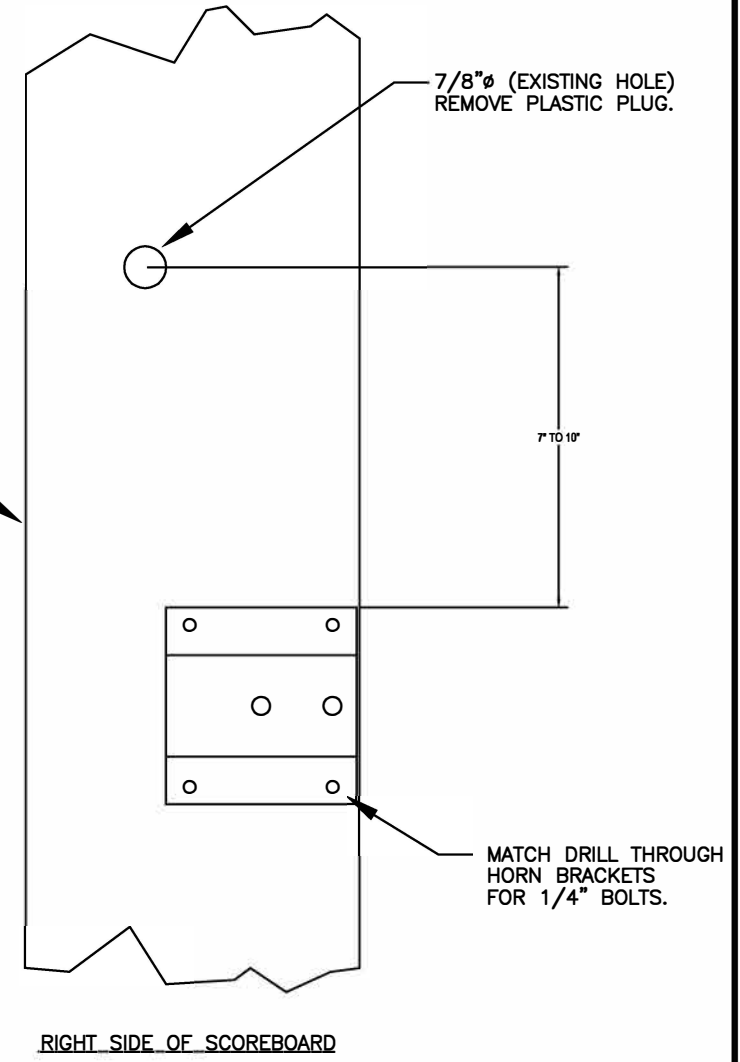 7/8"ø (EXISTING HOLE)
REMOVE PLASTIC PLUG.
7" TO 10"
MATCH DRILL THROUGH
HORN BRACKETS
FOR 1/4" BOLTS.
RIGHT SIDE OF SCOREBOARD